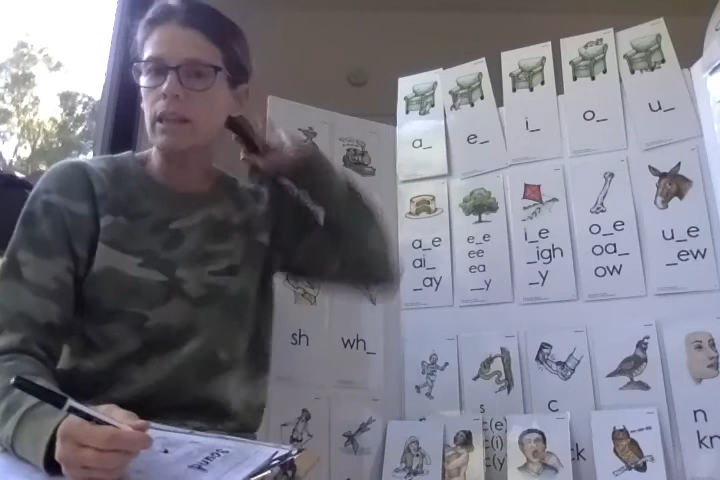 a_
e_
i_
o_
u_
a_e
ai_
_ay
e_e
ee
ea
_y
i_e
_igh
_y
o_e
oa_
ow
u_e
_ew
sh
wh_
s
c(e)
c(i)
c(y
c
ck
n
kn
sound